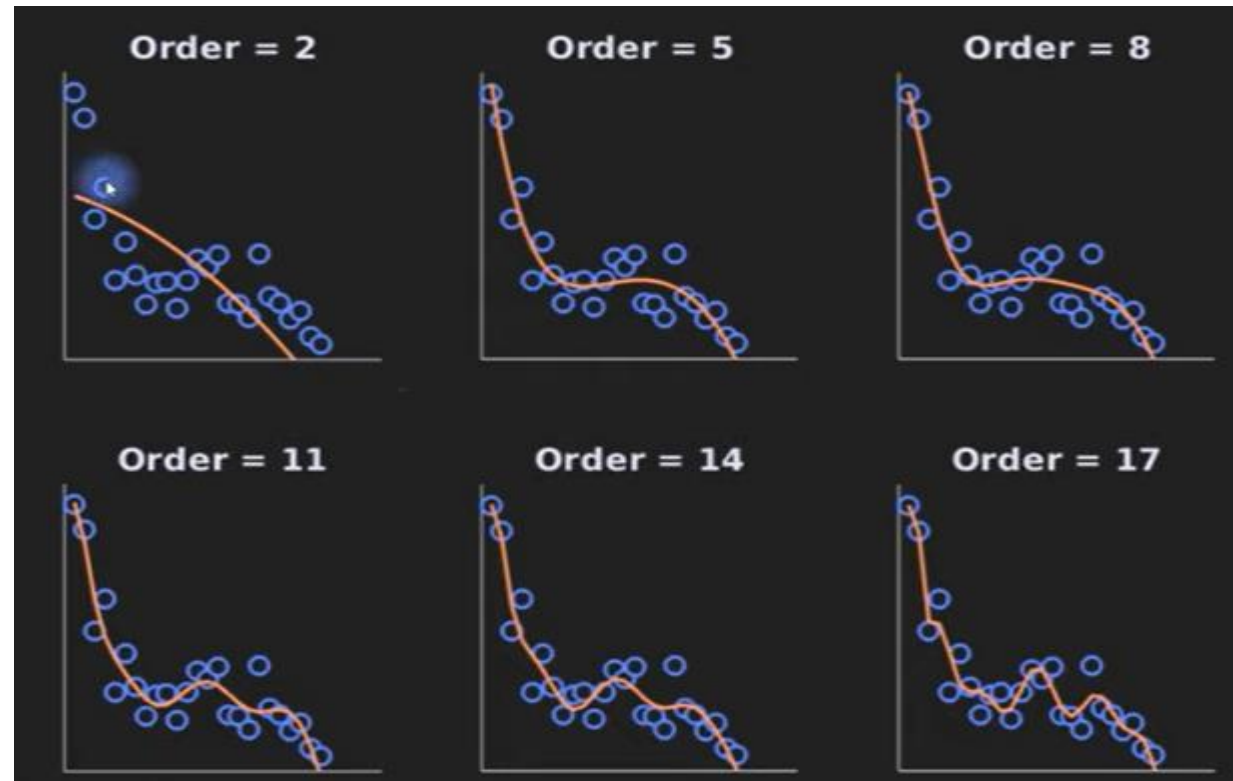 Order = 2
Order = 5
Order = 8
Order = 11
Order = 14
Order = 17